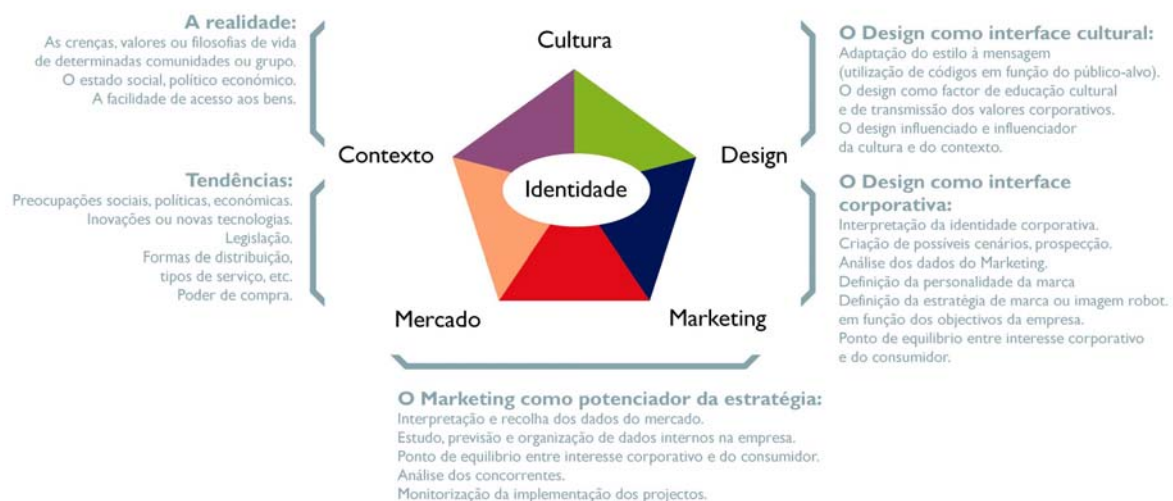 A realidade:
As crenças, valores ou filosofias de vida
de determinadas comunidades ou grupo.
O estado social, político económico.
A facilidade de acesso aos bens.
Cultura
O Design como interface cultural:
Adaptação do estilo à mensagem
(utilização de códigos em função do público-alvo).
O design como factor de educação cultural
e de transmissão dos valores corporativos.
O design influenciado e influenciador
da cultura e do contexto.
Contexto
Design
Identidade
Tendências:
Preocupações sociais, políticas, económicas.
Inovações ou novas tecnologias.
Legislação.
Formas de distribuição,
tipos de serviço, etc.
Poder de compra.
O Design como interface
corporativa:
Interpretação da identidade corporativa.
Criação de possíveis cenários, prospecção.
Análise dos dados do Marketing.
Definição da personalidade da marca
Definição da estratégia de marca ou imagem robot.
em função dos objectivos da empresa.
Ponto de equilibrio entre interesse corporativo
e do consumidor.
Mercado
Marketing
O Marketing como potenciador da estratégia:
Interpretação e recolha dos dados do mercado.
Estudo, previsão e organização de dados internos na empresa.
Ponto de equilibrio entre interesse corporativo e do consumidor.
Análise dos concorrentes.
Monitorização da implementação dos projectos.